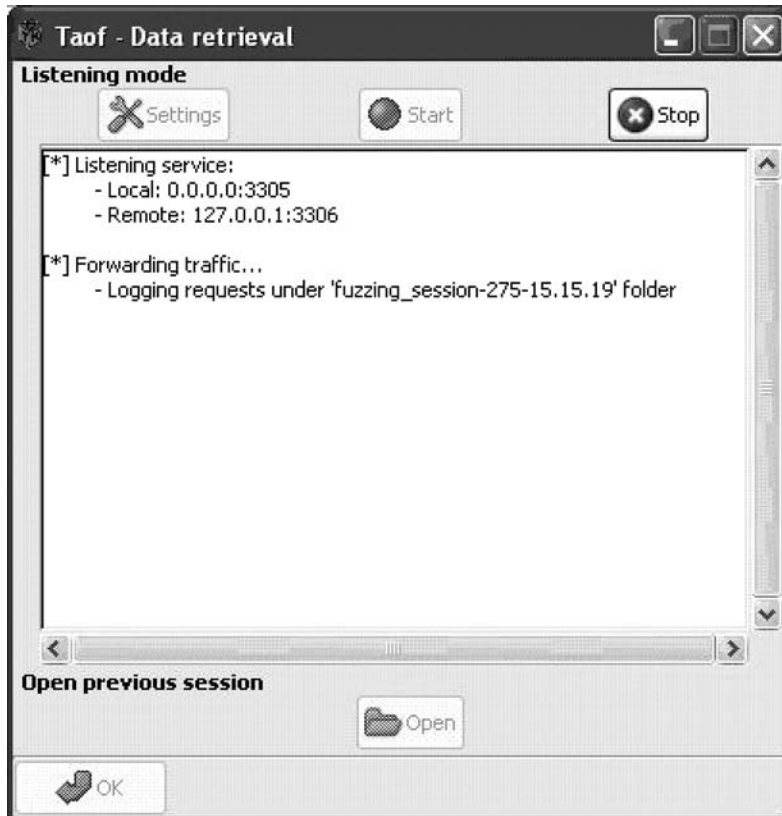 Taof - Data retrieval
Listening mode
Settings Start Stop
[*] Listening service:
- Local: 0.0.0.0:3305
- Remote: 127.0.0.1:3306
[*] Forwarding traffic...
- Logging requests under 'fuzzing_session-275-15.15.19' folder
Open previous session
Open
OK